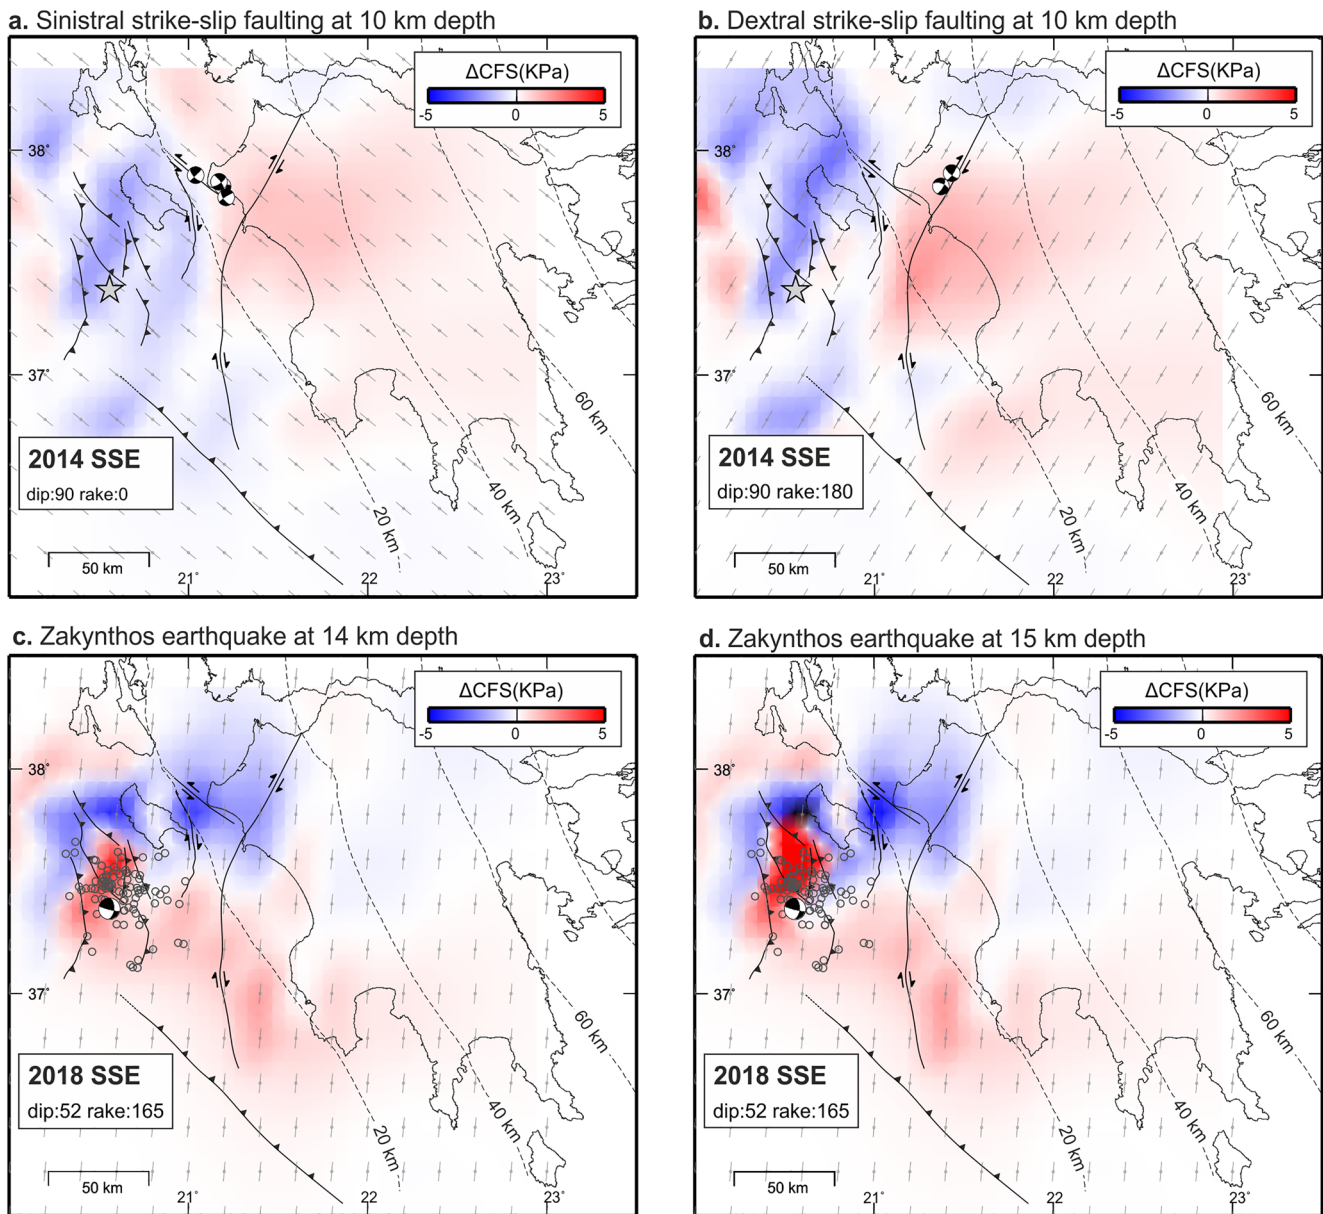 a. Sinistral strike-slip faulting at 10 km depth
ΔCFS(KPa)
-5 0 5
38°
37°
60 km
40 km
20 km
2014 SSE
dip:90 rake:0
50 km
21° 22 23°
b. Dextral strike-slip faulting at 10 km depth
ΔCFS(KPa)
-5 0 5
38°
37°
60 km
40 km
20 km
2014 SSE
dip:90 rake:180
50 km
21° 22 23°
c. Zakynthos earthquake at 14 km depth
ΔCFS(KPa)
-5 0 5
38°
37°
60 km
40 km
20 km
2018 SSE
dip:52 rake:165
50 km
21° 22 23°
d. Zakynthos earthquake at 15 km depth
ΔCFS(KPa)
-5 0 5
38°
37°
60 km
40 km
20 km
2018 SSE
dip:52 rake:165
50 km
21° 22 23°